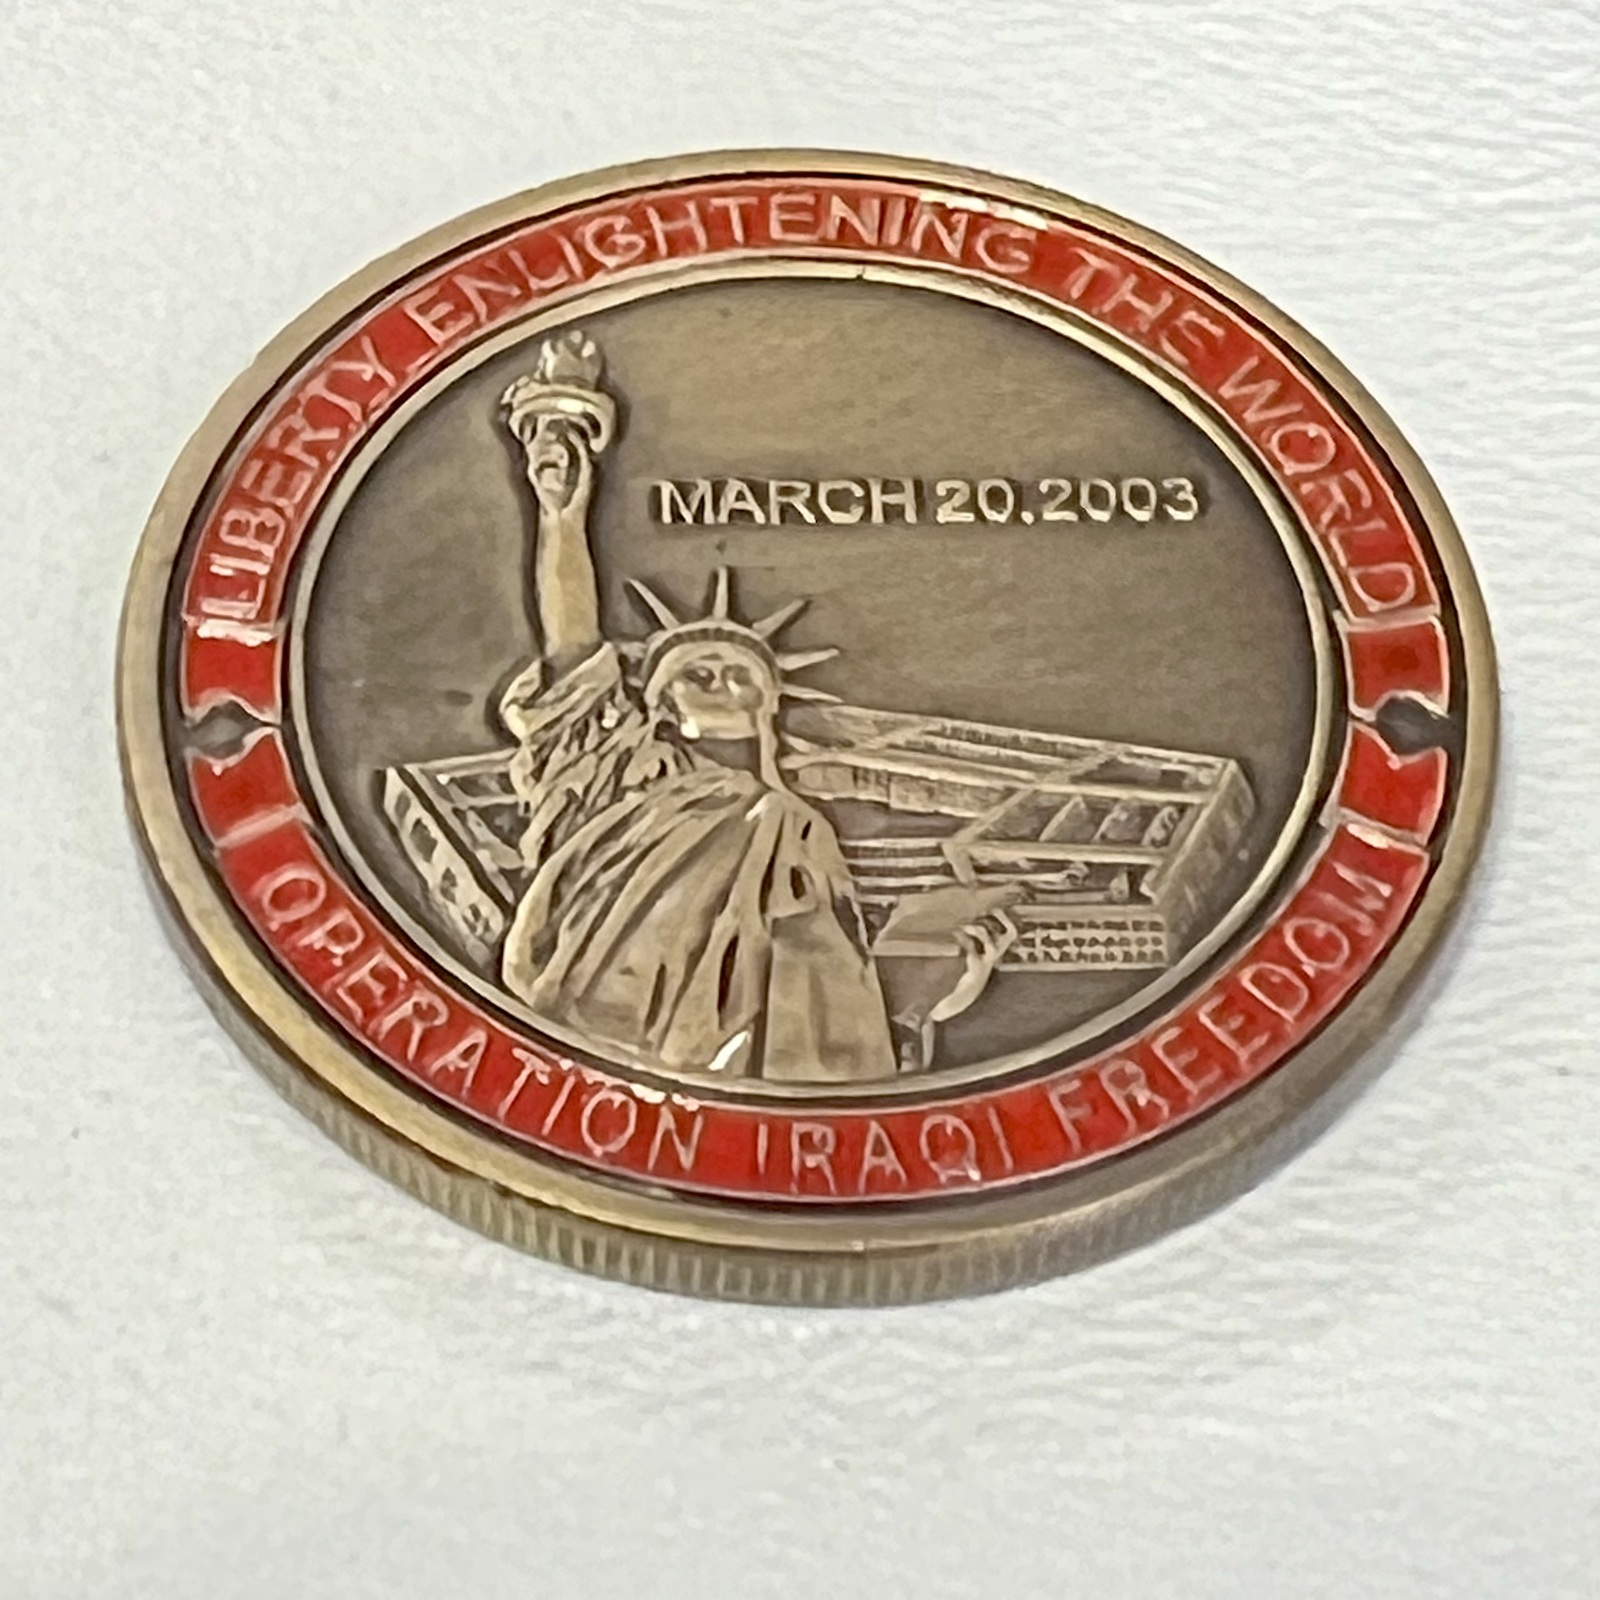 LIBERTY ENLIGHTENING THE WORLD
MARCH 20.2003
OPERATION IRAQI FREEDOM